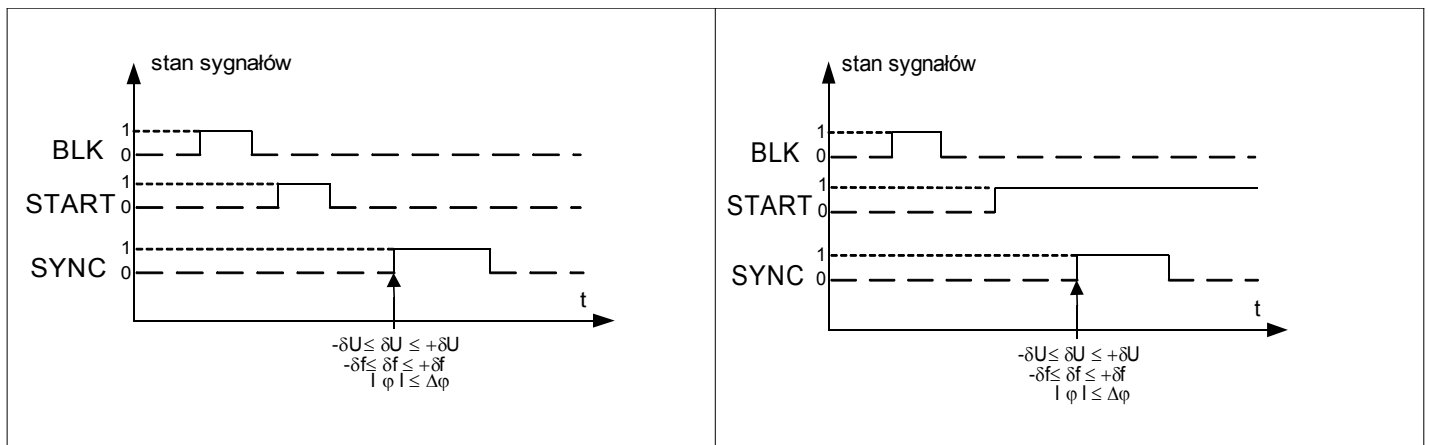 stan sygnałów
1
BLK 0
1
START 0
1
SYNC 0
t
-δU≤ δU ≤ +δU
-δf≤ δf ≤ +δf
| φ | ≤ Δφ
stan sygnałów
1
BLK 0
1
START 0
1
SYNC 0
t
-δU≤ δU ≤ +δU
-δf≤ δf ≤ +δf
| φ | ≤ Δφ